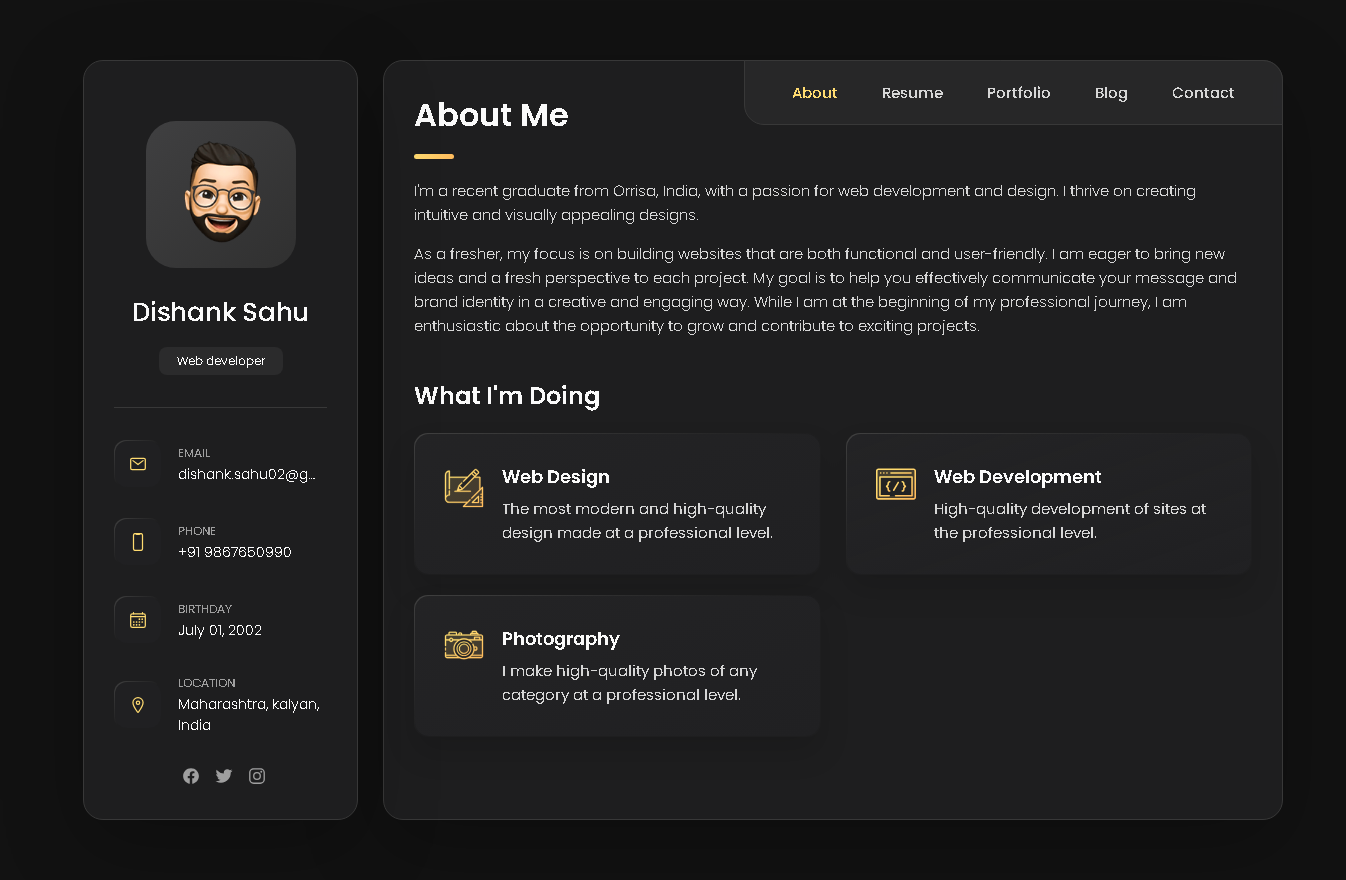 Dishank Sahu
Web developer
EMAIL
dishank.sahu02@g...
PHONE
+91 9867650990
BIRTHDAY
July 01, 2002
LOCATION
Maharashtra, kalyan,
India
About
Resume
Portfolio
Blog
Contact
About Me
I'm a recent graduate from Orrisa, India, with a passion for web development and design. I thrive on creating
intuitive and visually appealing designs.
As a fresher, my focus is on building websites that are both functional and user-friendly. I am eager to bring new
ideas and a fresh perspective to each project. My goal is to help you effectively communicate your message and
brand identity in a creative and engaging way. While I am at the beginning of my professional journey, I am
enthusiastic about the opportunity to grow and contribute to exciting projects.
What I'm Doing
Web Design
The most modern and high-quality
design made at a professional level.
Web Development
High-quality development of sites at
the professional level.
Photography
I make high-quality photos of any
category at a professional level.